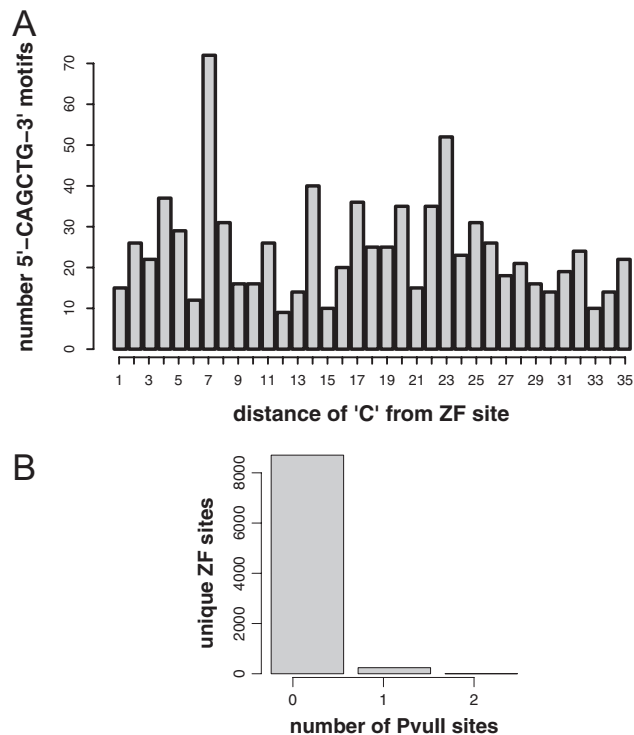 A
number 5'−CAGCTG−3' motifs
70
60
50
40
30
20
10
0
1 3 5 7 9 11 13 15 17 19 21 23 25 27 29 31 33 35
distance of 'C' from ZF site
B
unique ZF sites
8000
6000
4000
2000
0
0 1 2
number of PvuII sites